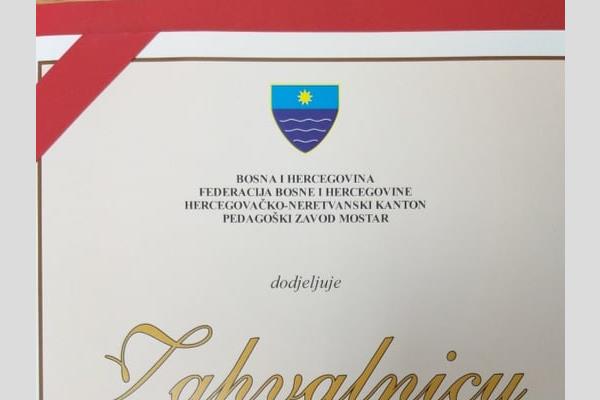 BOSNA I HERCEGOVINA
FEDERACIJA BOSNE I HERCEGOVINE
HERCEGOVAČKO-NERETVANSKI KANTON
PEDAGOŠKI ZAVOD MOSTAR
dodjeljuje
Zahvalnicu